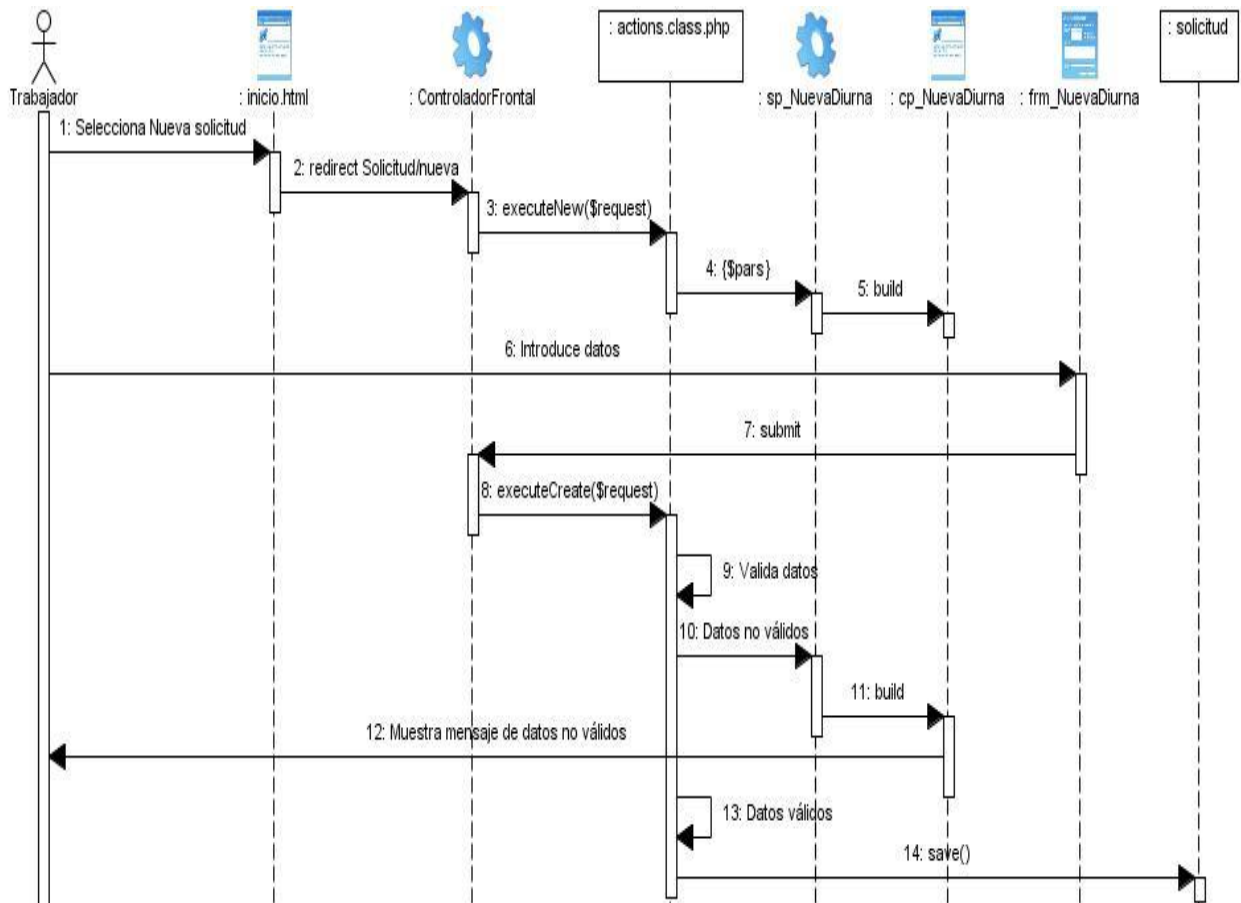 : actions.class.php
: solicitud
Trabajador
: inicio.html
: ControladorFrontal
: sp_NuevaDiurna
: cp_NuevaDiurna
: frm_NuevaDiurna
1: Selecciona Nueva solicitud
2: redirect Solicitud/nueva
3: executeNew($request)
4: {$pars}
5: build
6: Introduce datos
7: submit
8: executeCreate($request)
9: Valida datos
10: Datos no válidos
11: build
12: Muestra mensaje de datos no válidos
13: Datos válidos
14: save()